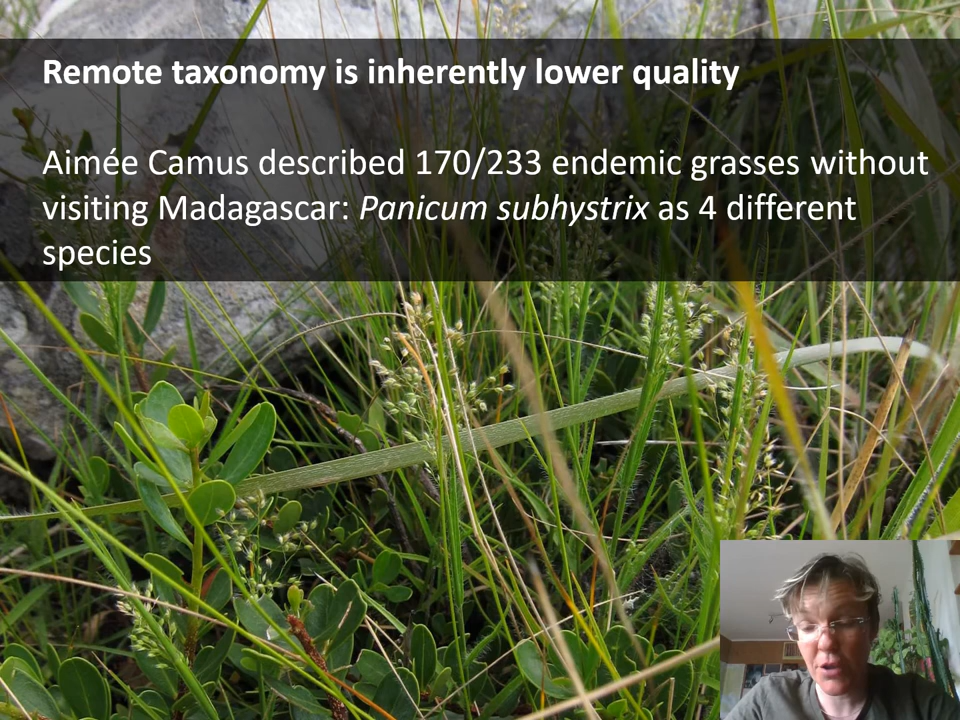 Remote taxonomy is inherently lower quality
Aimée Camus described 170/233 endemic grasses without
visiting Madagascar: Panicum subhystrix as 4 different
species